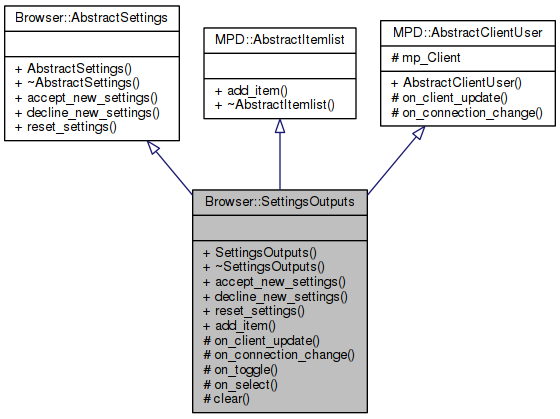 Browser::AbstractSettings
+ AbstractSettings()
+ ~AbstractSettings()
+ accept_new_settings()
+ decline_new_settings()
+ reset_settings()
MPD::AbstractItemlist
+ add_item()
+ ~AbstractItemlist()
MPD::AbstractClientUser
# mp_Client
+ AbstractClientUser()
# on_client_update()
# on_connection_change()
Browser::SettingsOutputs
+ SettingsOutputs()
+ ~SettingsOutputs()
+ accept_new_settings()
+ decline_new_settings()
+ reset_settings()
+ add_item()
# on_client_update()
# on_connection_change()
# on_toggle()
# on_select()
# clear()